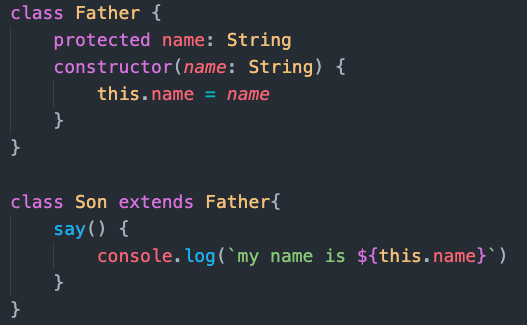 class Father {
    protected name: String
    constructor(name: String) {
        this.name = name
    }
}

class Son extends Father{
    say() {
        console.log(`my name is ${this.name}`)
    }
}